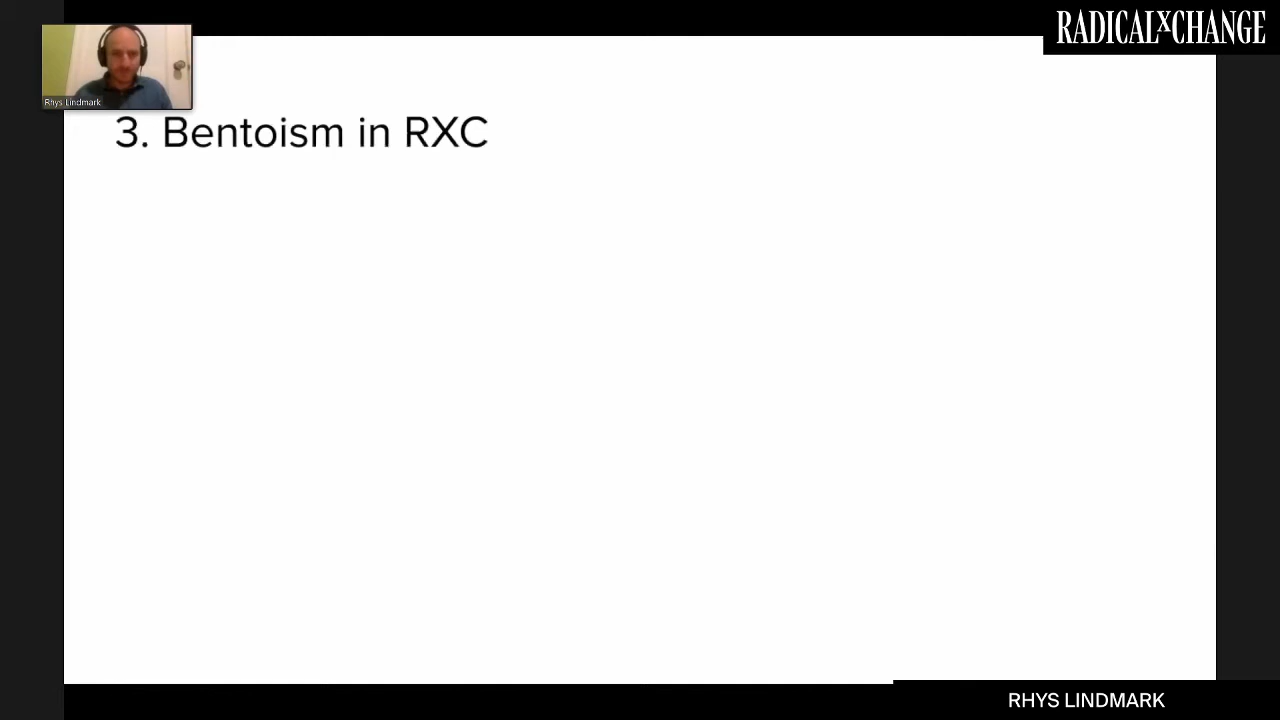 RADICALXCHANGE
Rhys Lindmark
3. Bentoism in RXC
RHYS LINDMARK